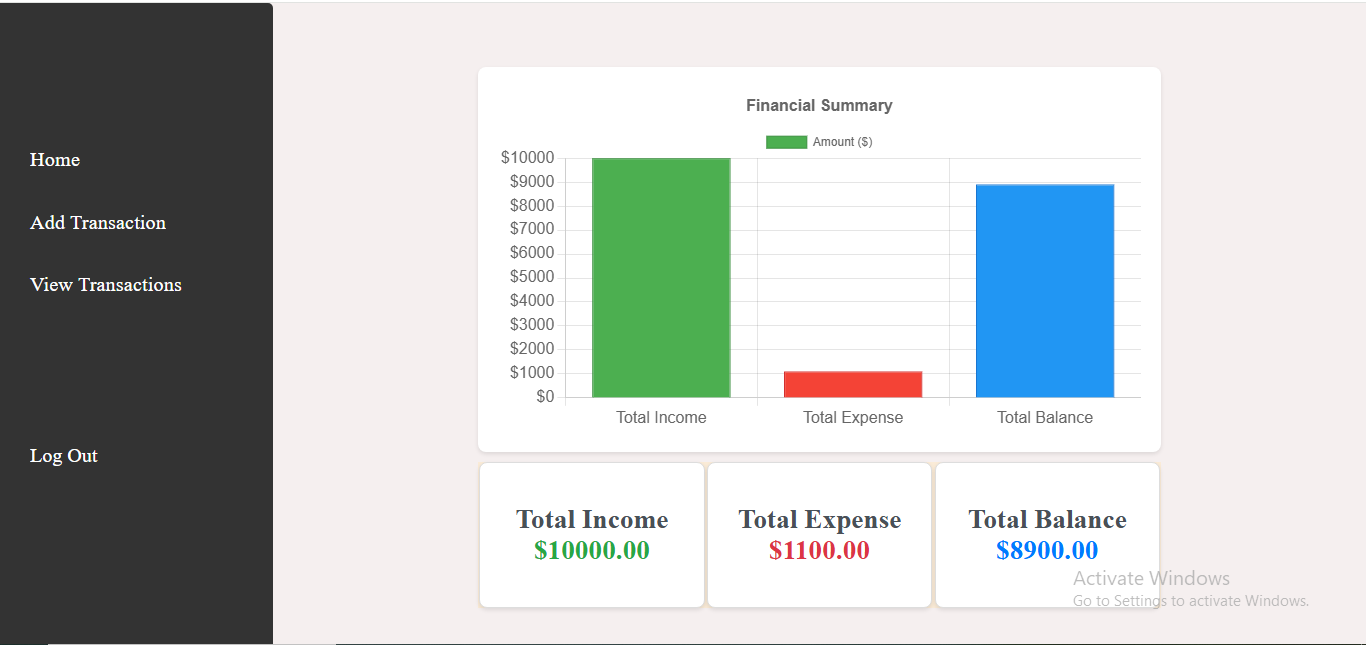 Home
Add Transaction
View Transactions
Log Out
Financial Summary
Amount ($)
$10000
$9000
$8000
$7000
$6000
$5000
$4000
$3000
$2000
$1000
$0
Total Income
Total Expense
Total Balance
Total Income
$10000.00
Total Expense
$1100.00
Total Balance
$8900.00
Activate Windows
Go to Settings to activate Windows.